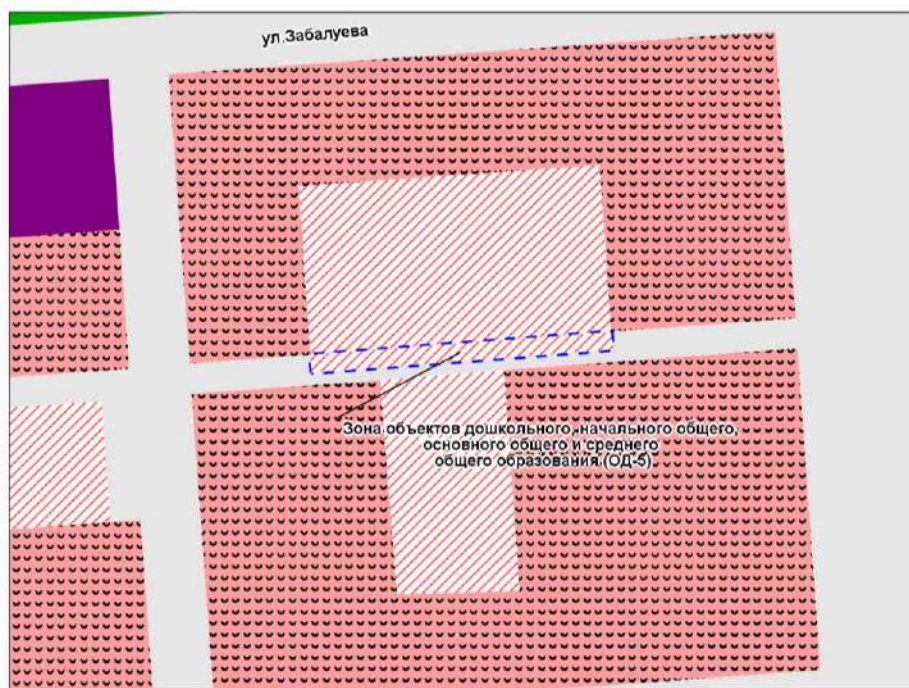 ул.Забалуева
Зона объектов дошкольного, начального общего,
основного общего и среднего
общего образования (ОД-5)